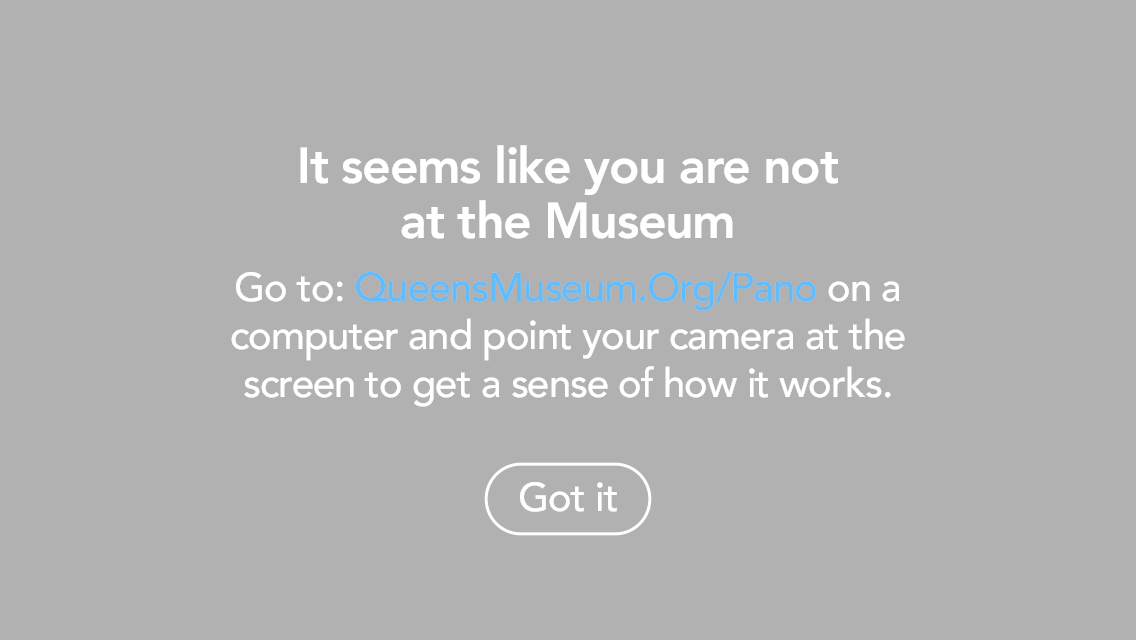 It seems like you are not
at the Museum
Go to: QueensMuseum.Org/Pano on a
computer and point your camera at the
screen to get a sense of how it works.
Got it